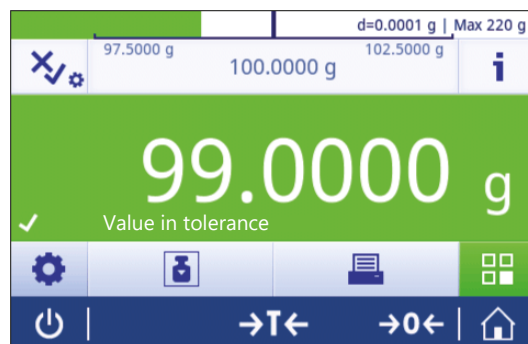 d=0.0001 g | Max 220 g
97.5000 g
102.5000 g
100.0000 g
i
99.0000 g
Value in tolerance
→T←
→0←